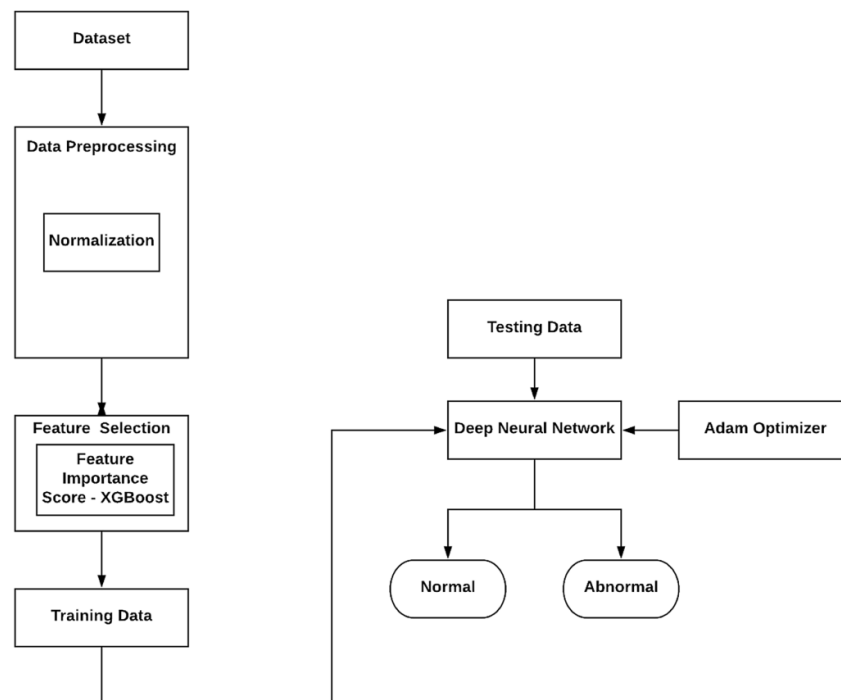 Dataset
Data Preprocessing
Normalization
Feature Selection
Feature
Importance
Score - XGBoost
Training Data
Testing Data
Deep Neural Network
Adam Optimizer
Normal
Abnormal